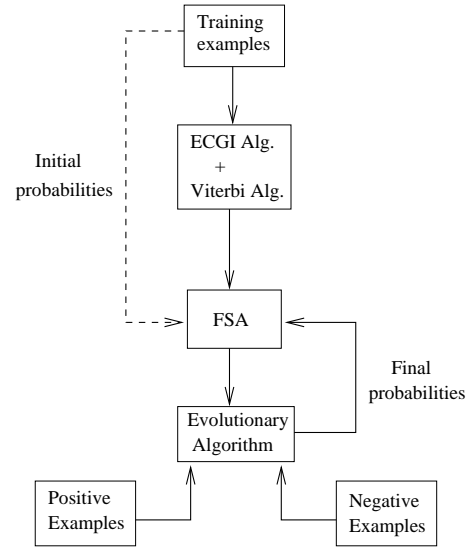 Training
examples
ECGI Alg.
+
Viterbi Alg.
Initial
probabilities
FSA
Final
probabilities
Evolutionary
Algorithm
Positive
Examples
Negative
Examples